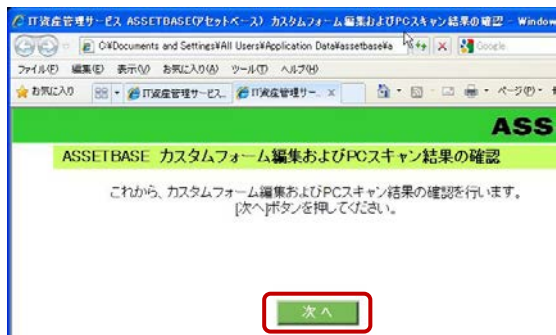 IT資産管理サービス ASSETBASE(アセットベース) カスタムフォーム編集およびPCスキャン結果の確認 - Window
C:¥Documents and Settings¥All Users¥Application Data¥assetbase¥a
Google
ファイル(F) 編集(E) 表示(V) お気に入り(A) ツール(T) ヘルプ(H)
お気に入り IT資産管理サービス... IT資産管理サー... x ページ(P)
ASS
ASSETBASE カスタムフォーム編集およびPCスキャン結果の確認
これから、カスタムフォーム編集およびPCスキャン結果の確認を行います。
[次へ]ボタンを押してください。
次 へ